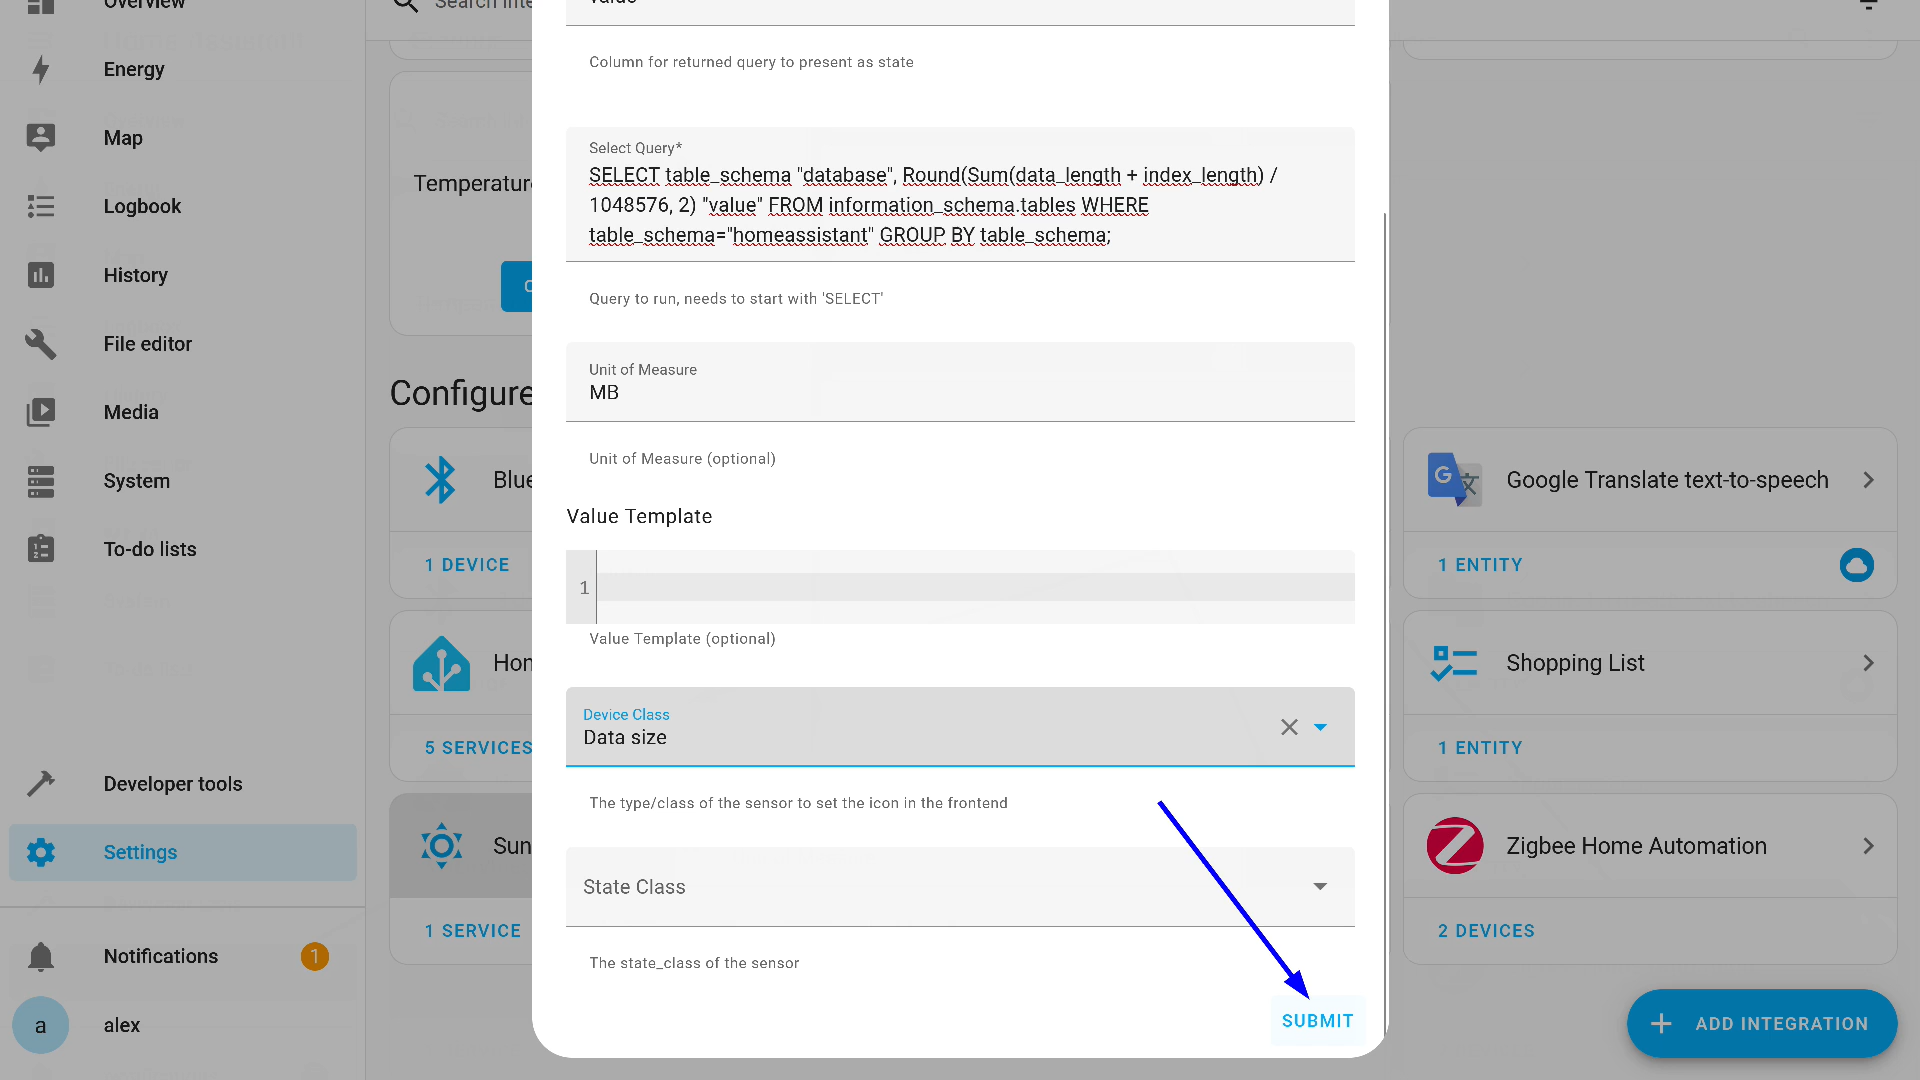 Overview
Search inte
value
Energy
Column for returned query to present as state
Map
Select Query*
SELECT table_schema "database", Round(Sum(data_length + index_length) /
1048576, 2) "value" FROM information_schema.tables WHERE
table_schema="homeassistant" GROUP BY table_schema;
Temperatur
Logbook
History
Query to run, needs to start with 'SELECT'
File editor
Unit of Measure
MB
Configure
Media
Unit of Measure (optional)
System
Blue
Google Translate text-to-speech
Value Template
To-do lists
1 DEVICE
1
1 ENTITY
Value Template (optional)
Hom
Shopping List
Device Class
Data size
5 SERVICES
1 ENTITY
Developer tools
The type/class of the sensor to set the icon in the frontend
Settings
Sun
Zigbee Home Automation
State Class
1 SERVICE
2 DEVICES
Notifications
1
The state_class of the sensor
a
alex
SUBMIT
ADD INTEGRATION